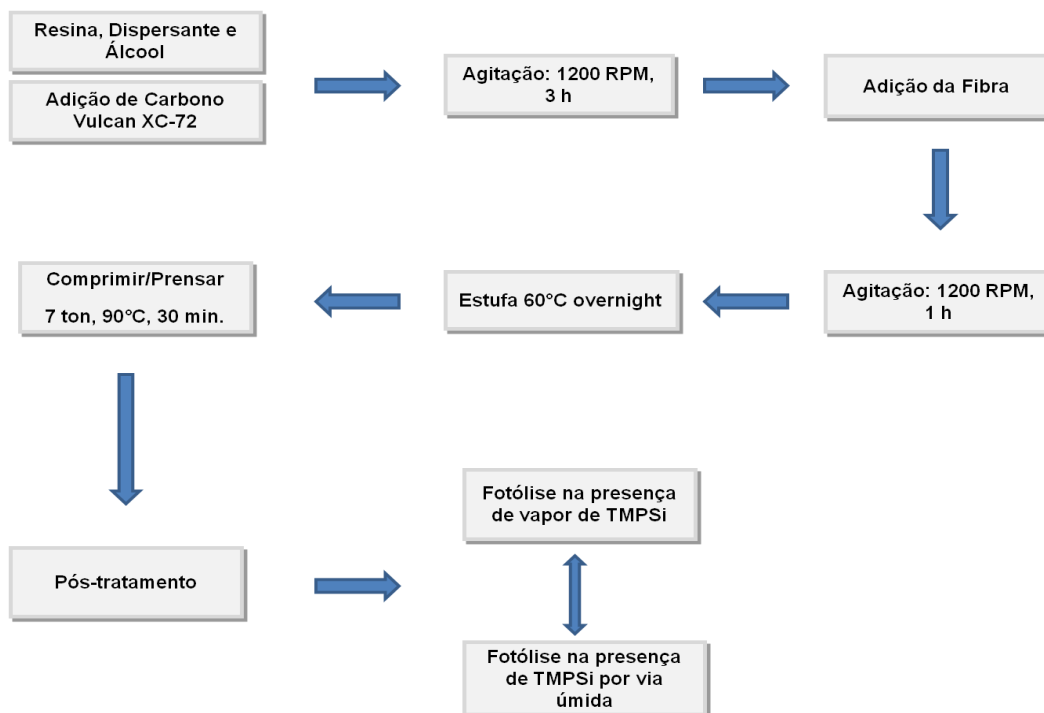 Resina, Dispersante e
Álcool
Adição de Carbono
Vulcan XC-72
Agitação: 1200 RPM,
3 h
Adição da Fibra
Agitação: 1200 RPM,
1 h
Estufa 60°C overnight
Comprimir/Prensar
7 ton, 90°C, 30 min.
Pós-tratamento
Fotólise na presença
de vapor de TMPSi
Fotólise na presença
de TMPSi por via
úmida